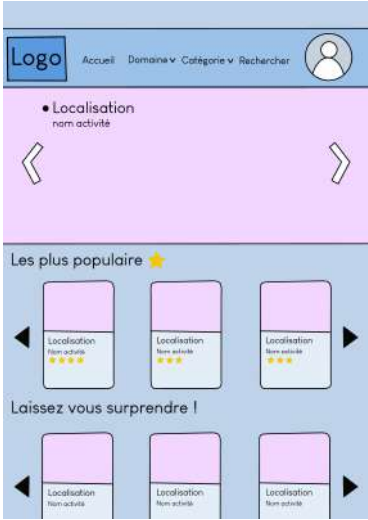 Logo
Accueil Domaine Catégorie Rechercher
Localisation
nom activité
Les plus populaire
Localisation Localisation Localisation
Nom activité Nom activité Nom activité
Laissez vous surprendre !
Localisation Localisation Localisation
Nom activité Nom activité Nom activité